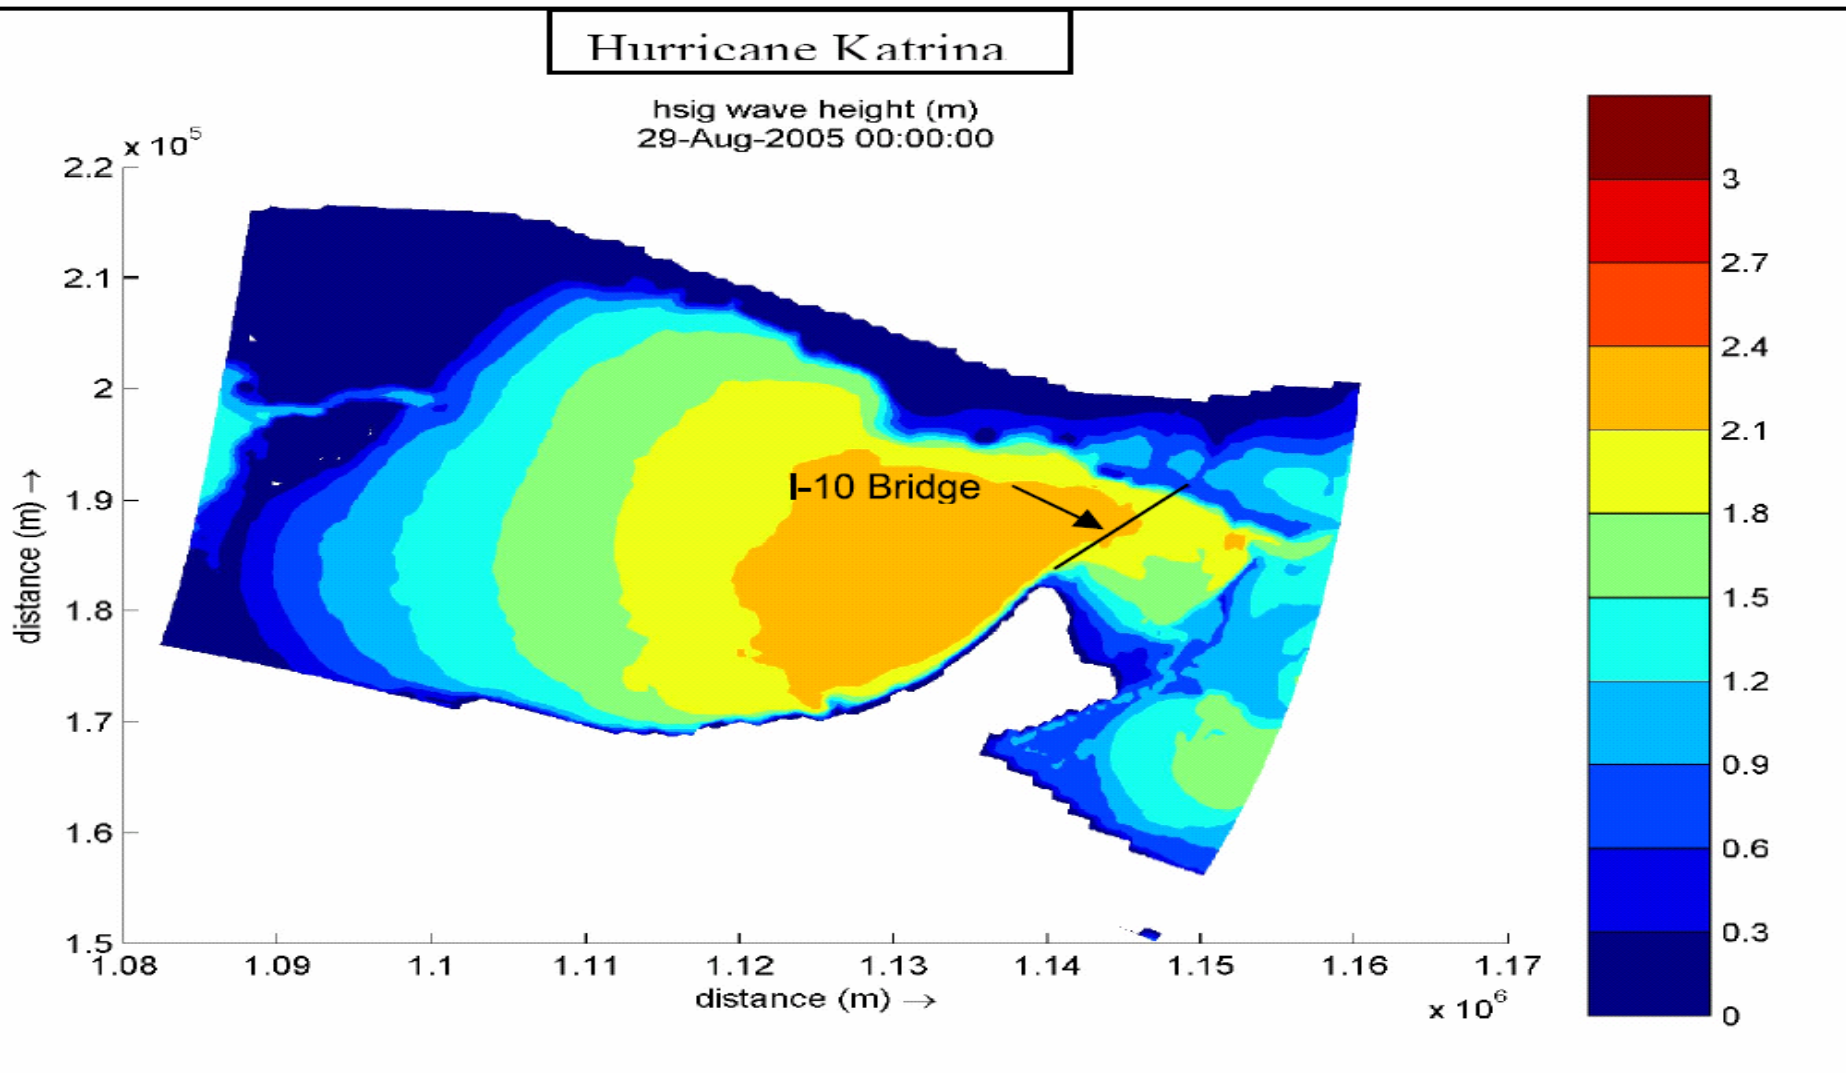 Hurricane Katrina
hsig wave height (m)
29-Aug-2005 00:00:00
x 10^5
2.2
2.1
2
1.9
1.8
1.7
1.6
1.5
distance (m) →
I-10 Bridge
1.08 1.09 1.1 1.11 1.12 1.13 1.14 1.15 1.16 1.17
distance (m) →
x 10^6
3
2.7
2.4
2.1
1.8
1.5
1.2
0.9
0.6
0.3
0